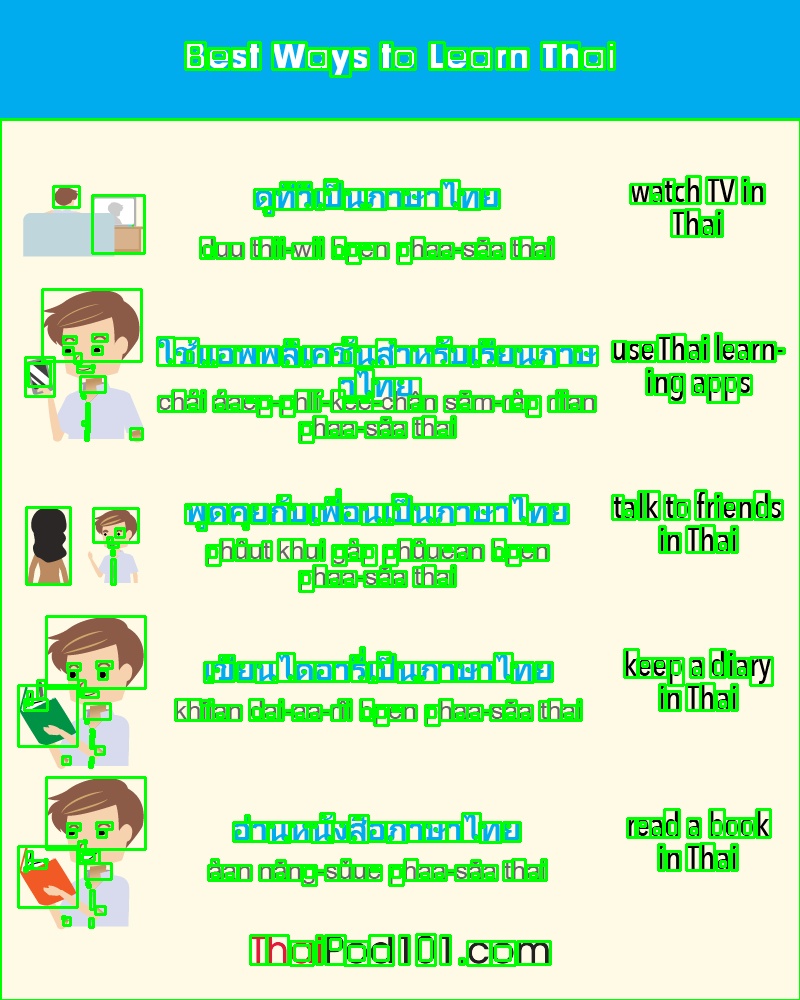 Best Ways to Learn Thai
ดูทีวีเป็นภาษาไทย
duu thii-wii bpen phaa-sǎa thai
watch TV in
Thai
ใช้แอพพลิเคชั่นสำหรับเรียนภาษ
าไทย
chái áaep-phlí-kee-chân sǎm-ràp riian
phaa-sǎa thai
use Thai learn-
ing apps
พูดคุยกับเพื่อนเป็นภาษาไทย
phûut khui gàp phûuean bpen
phaa-sǎa thai
talk to friends
in Thai
เขียนไดอารี่เป็นภาษาไทย
khǐian dai-aa-rîi bpen phaa-sǎa thai
keep a diary
in Thai
อ่านหนังสือภาษาไทย
àan nǎng-sǔue phaa-sǎa thai
read a book
in Thai
ThaiPod101.com